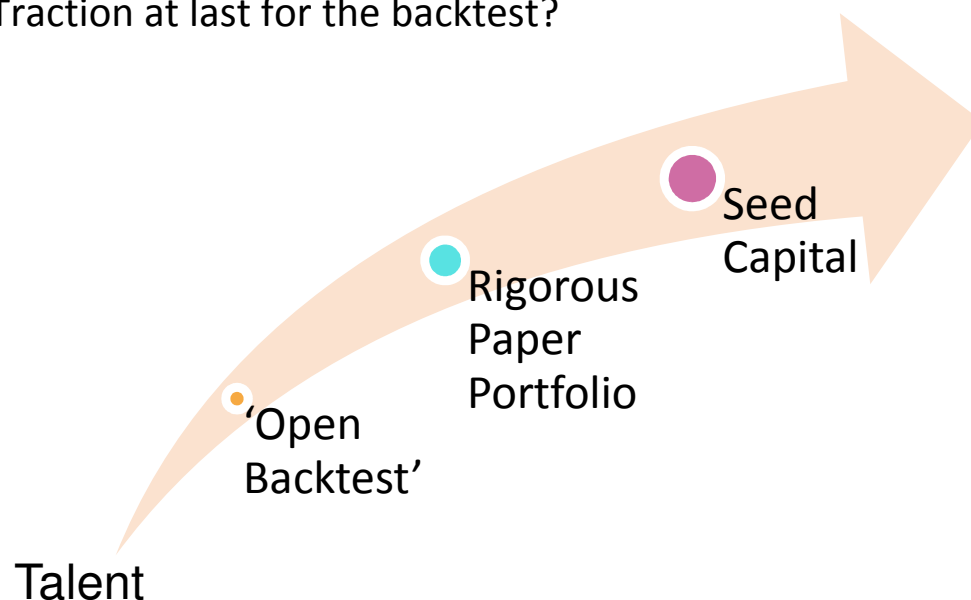 Traction at last for the backtest?
Seed
Capital
Rigorous
Paper
Portfolio
‘Open
Backtest’
Talent